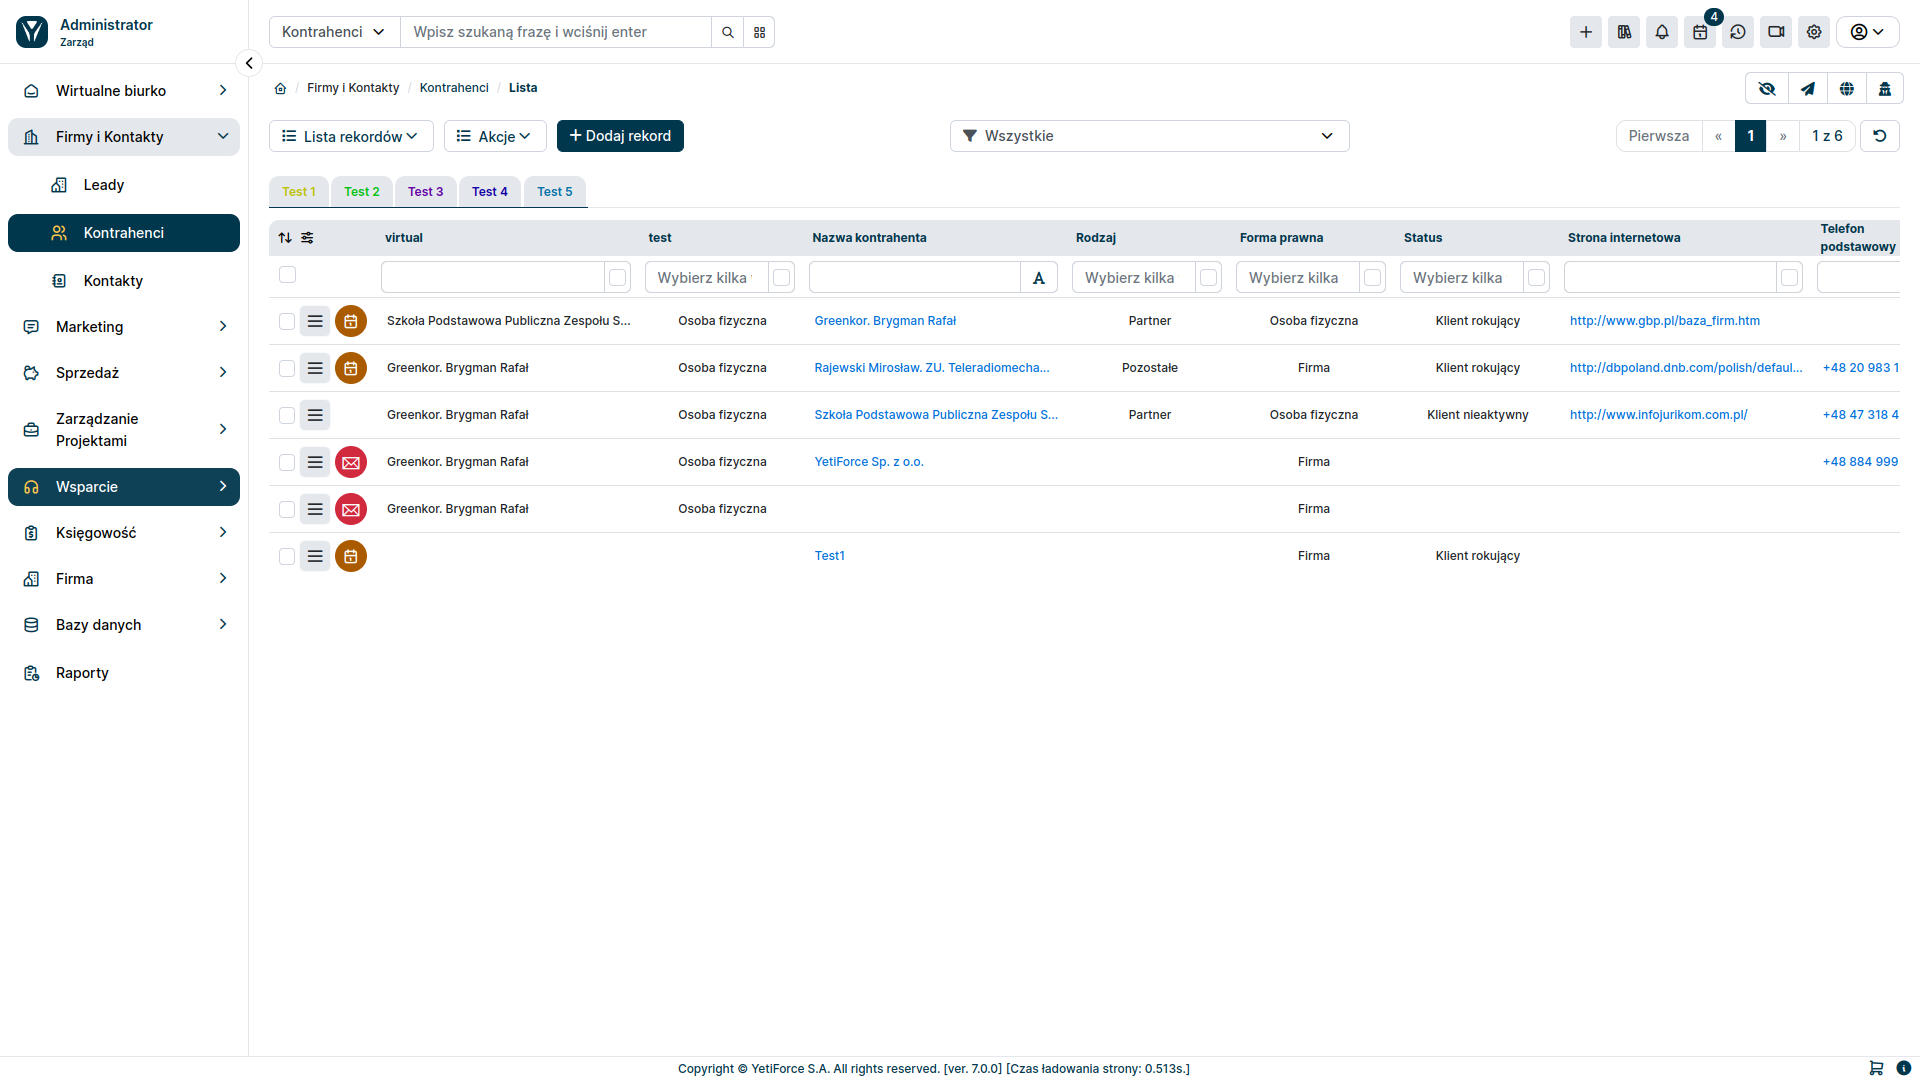 Administrator
Zarząd
Kontrahenci
Wpisz szukaną frazę i wciśnij enter
4
Wirtualne biurko
Firmy i Kontakty
Leady
Kontrahenci
Kontakty
Marketing
Sprzedaż
Zarządzanie
Projektami
Wsparcie
Księgowość
Firma
Bazy danych
Raporty
/ Firmy i Kontakty / Kontrahenci / Lista
Lista rekordów
Akcje
+ Dodaj rekord
Wszystkie
Pierwsza « 1 » 1 z 6
Test 1 Test 2 Test 3 Test 4 Test 5
virtual test Nazwa kontrahenta Rodzaj Forma prawna Status Strona internetowa Telefon
podstawowy
Wybierz kilka A Wybierz kilka Wybierz kilka Wybierz kilka
Szkoła Podstawowa Publiczna Zespołu S... Osoba fizyczna Greenkor. Brygman Rafał Partner Osoba fizyczna Klient rokujący http://www.gbp.pl/baza_firm.htm
Greenkor. Brygman Rafał Osoba fizyczna Rajewski Mirosław. ZU. Teleradiomecha... Pozostałe Firma Klient rokujący http://dbpoland.dnb.com/polish/defaul... +48 20 983 1
Greenkor. Brygman Rafał Osoba fizyczna Szkoła Podstawowa Publiczna Zespołu S... Partner Osoba fizyczna Klient nieaktywny http://www.infojurikom.com.pl/ +48 47 318 4
Greenkor. Brygman Rafał Osoba fizyczna YetiForce Sp. z o.o. Firma +48 884 999
Greenkor. Brygman Rafał Osoba fizyczna Firma
Test1 Firma Klient rokujący
Copyright © YetiForce S.A. All rights reserved. [ver. 7.0.0] [Czas ładowania strony: 0.513s.]